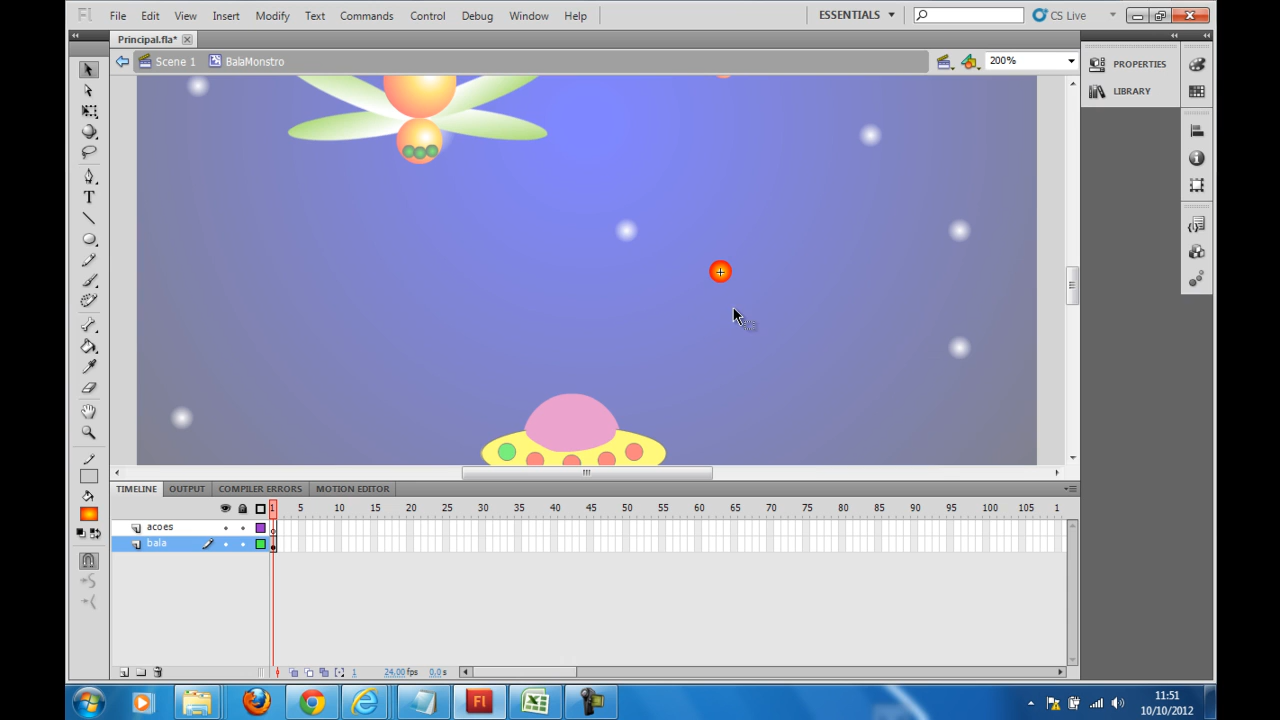 Fl File Edit View Insert Modify Text Commands Control Debug Window Help ESSENTIALS CS Live
Principal.fla*
Scene 1 BalaMonstro 200%
PROPERTIES
LIBRARY
TIMELINE OUTPUT COMPILER ERRORS MOTION EDITOR
1 5 10 15 20 25 30 35 40 45 50 55 60 65 70 75 80 85 90 95 100 105 1
acoes
bala
1 24.00 fps 0.0 s
Fl
11:51
10/10/2012